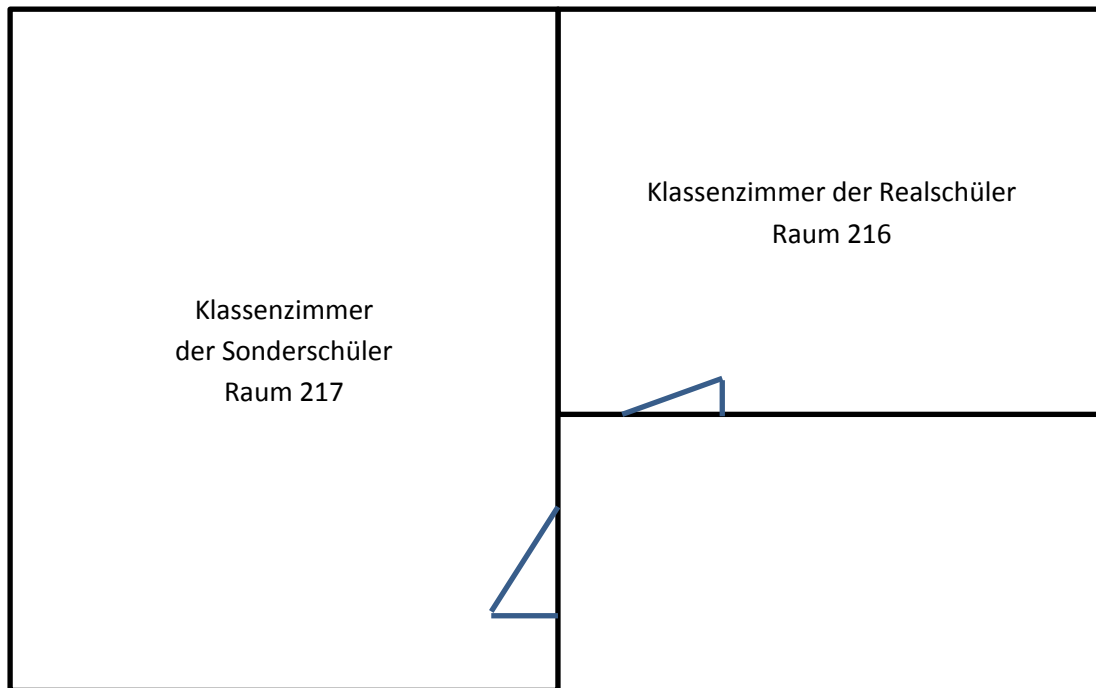 Klassenzimmer der Realschüler
Raum 216
Klassenzimmer
der Sonderschüler
Raum 217